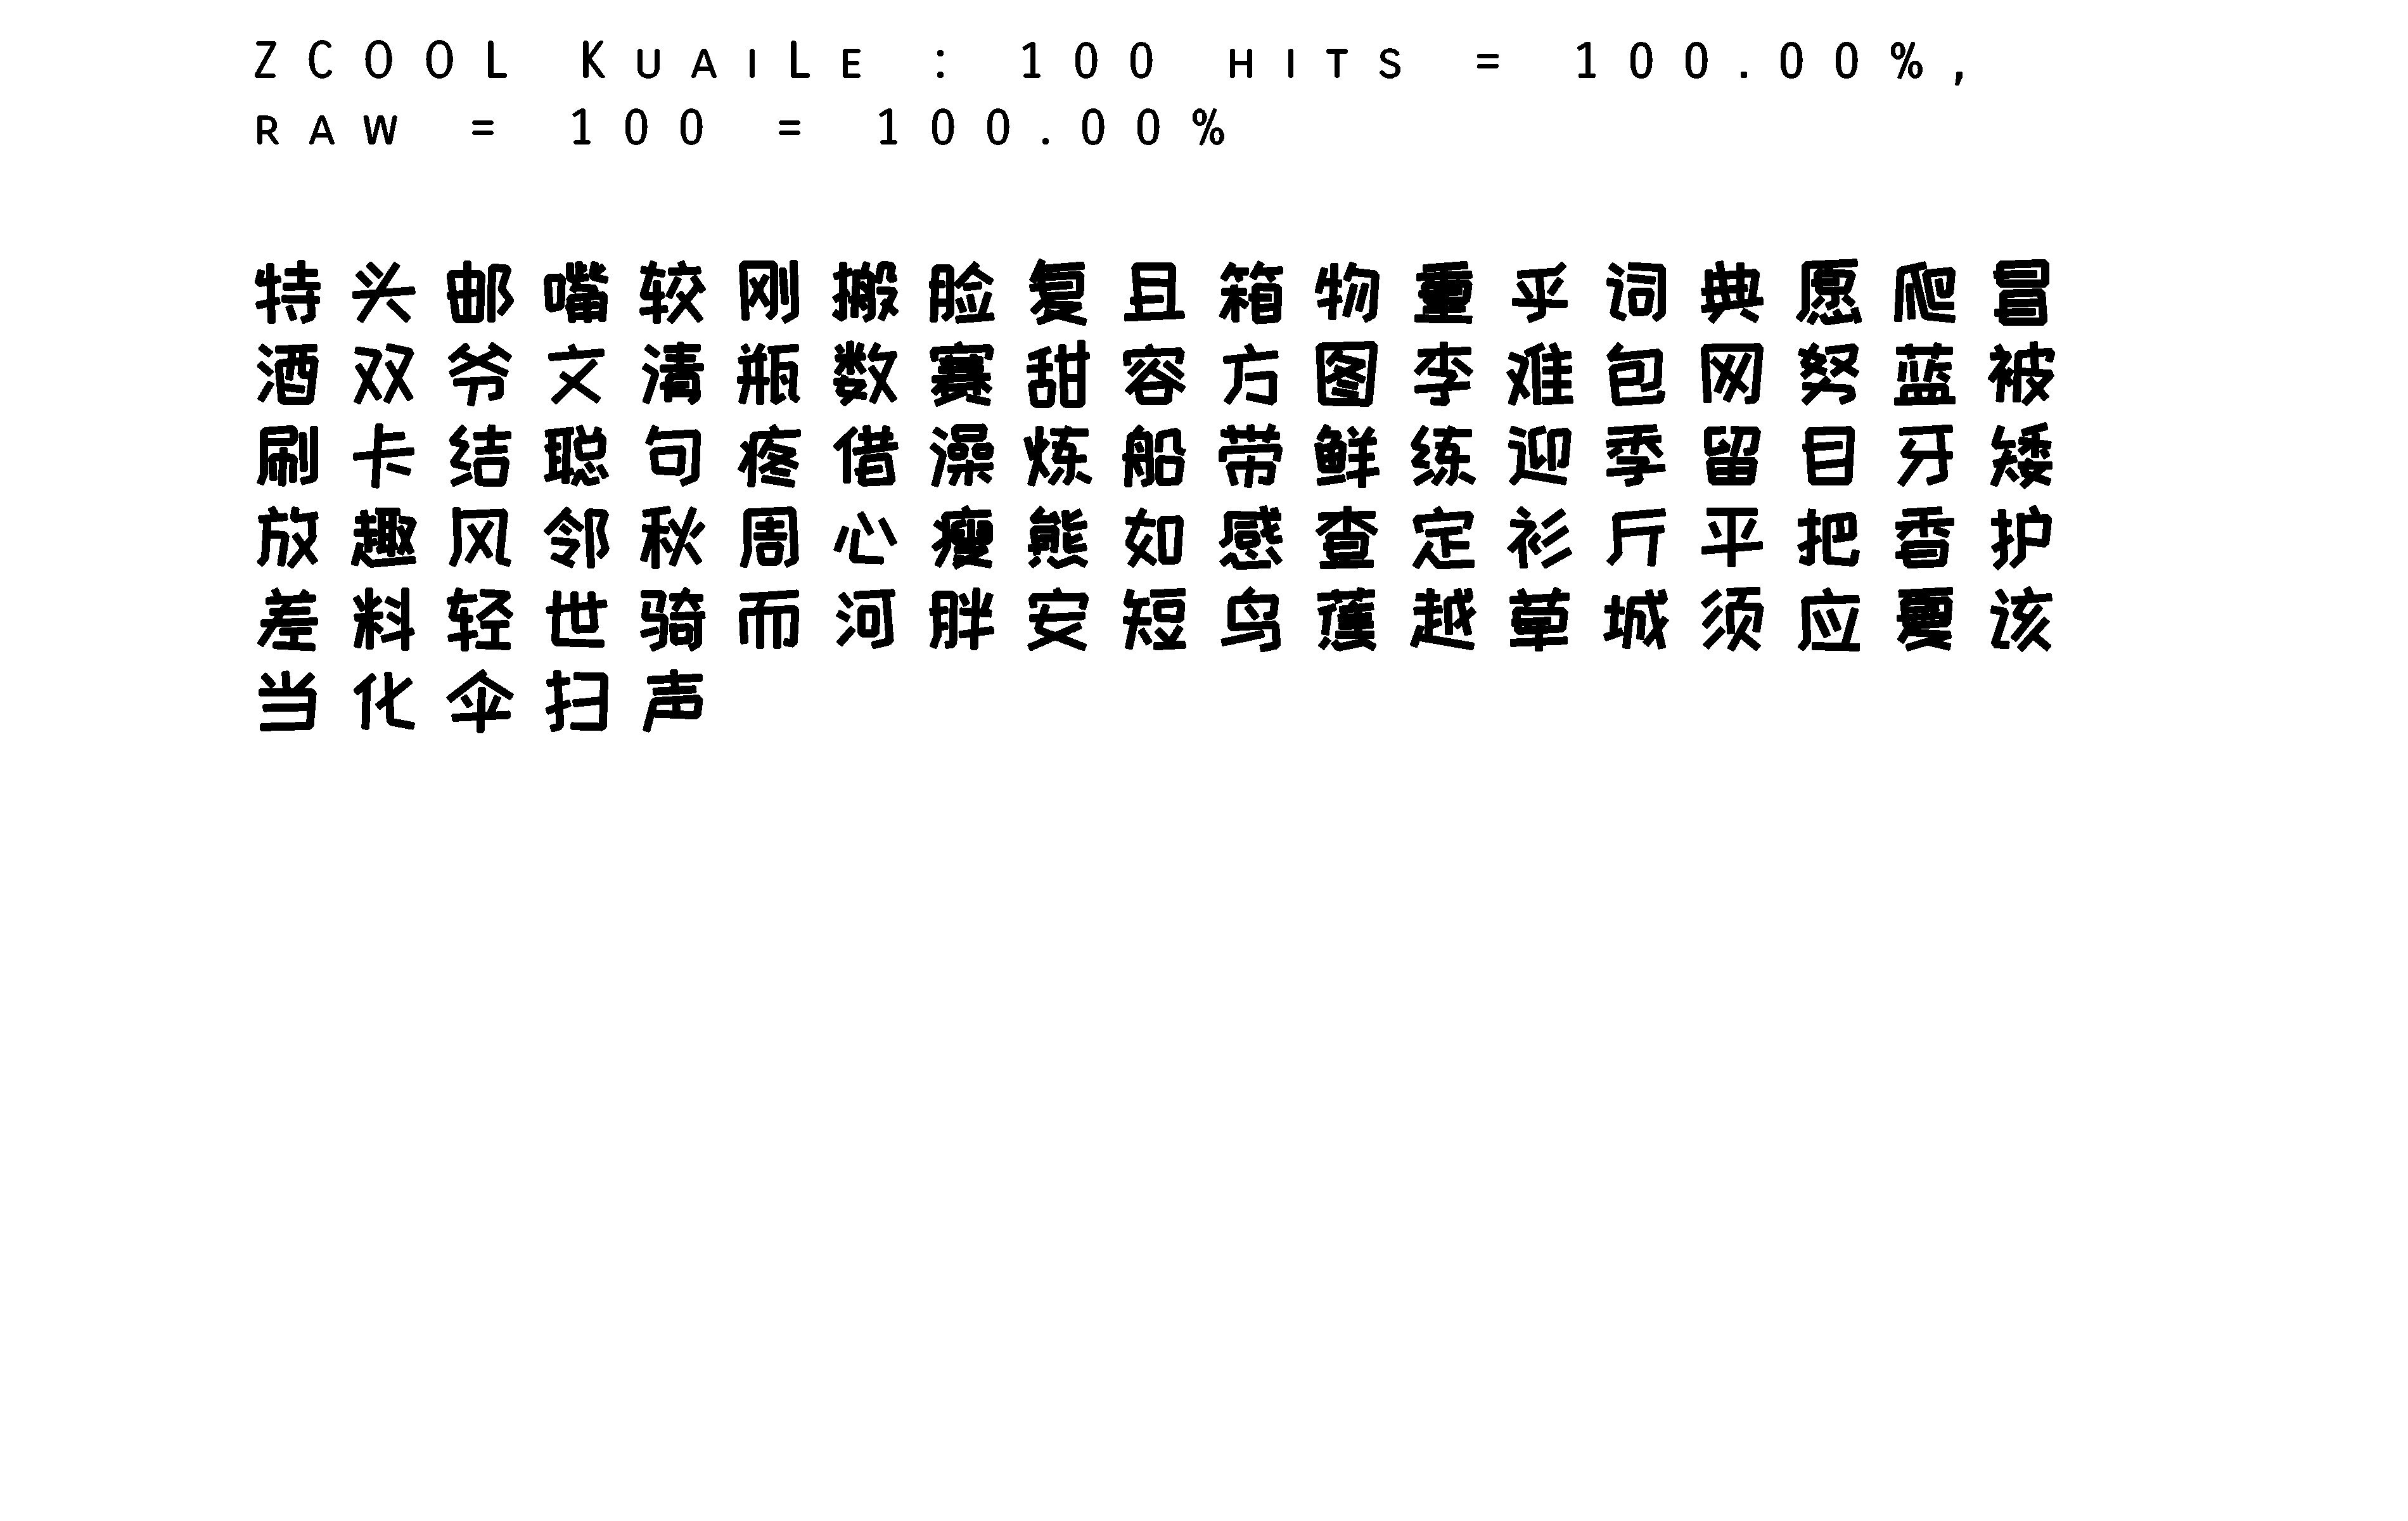 ZCOOL KuaiLe : 100 hits = 100.00%,
raw = 100 = 100.00%
特头邮嘴较刚搬脸复且箱物重乎词典愿爬冒
酒双爷文清瓶数赛甜容方图李难包网努蓝被
刷卡结聪句疼借澡炼船带鲜练迎季留目牙矮
放趣风邻秋周心瘦熊如感查定衫斤平把香护
差料轻世骑而河胖安短鸟蕉越草城须应要该
当化伞扫声